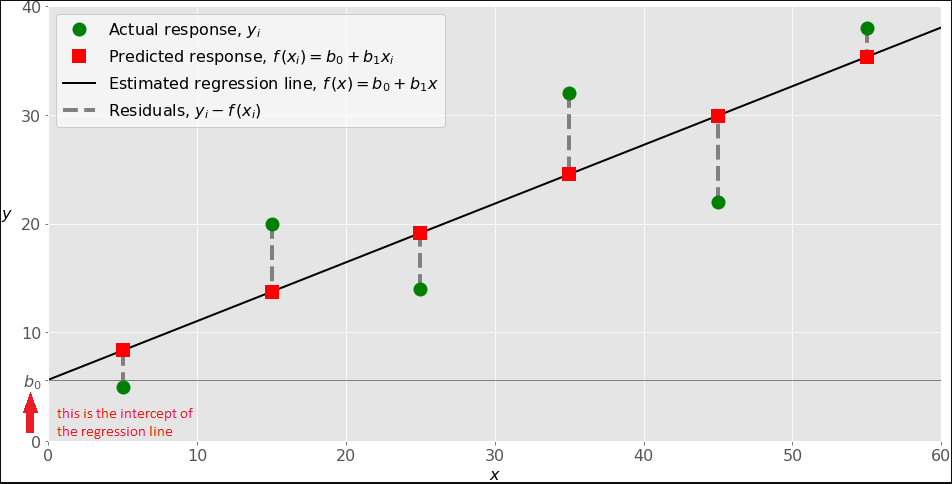 40
Actual response, yᵢ
Predicted response, f(xᵢ) = b₀ + b₁xᵢ
Estimated regression line, f(x) = b₀ + b₁x
Residuals, yᵢ − f(xᵢ)
30
y
20
10
b₀
this is the intercept of
the regression line
0
0 10 20 30 40 50 60
x